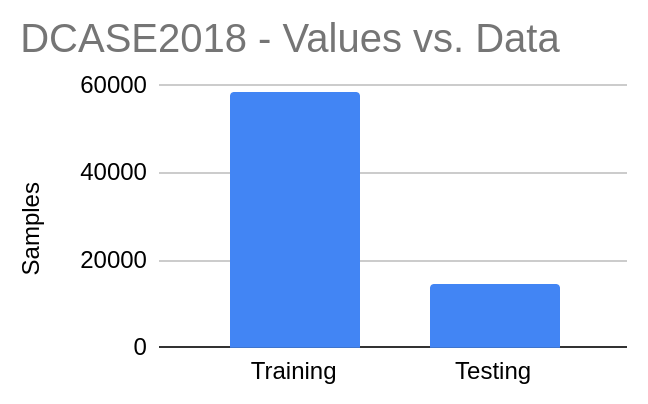 DCASE2018 - Values vs. Data
60000
40000
20000
0
Samples
Training
Testing